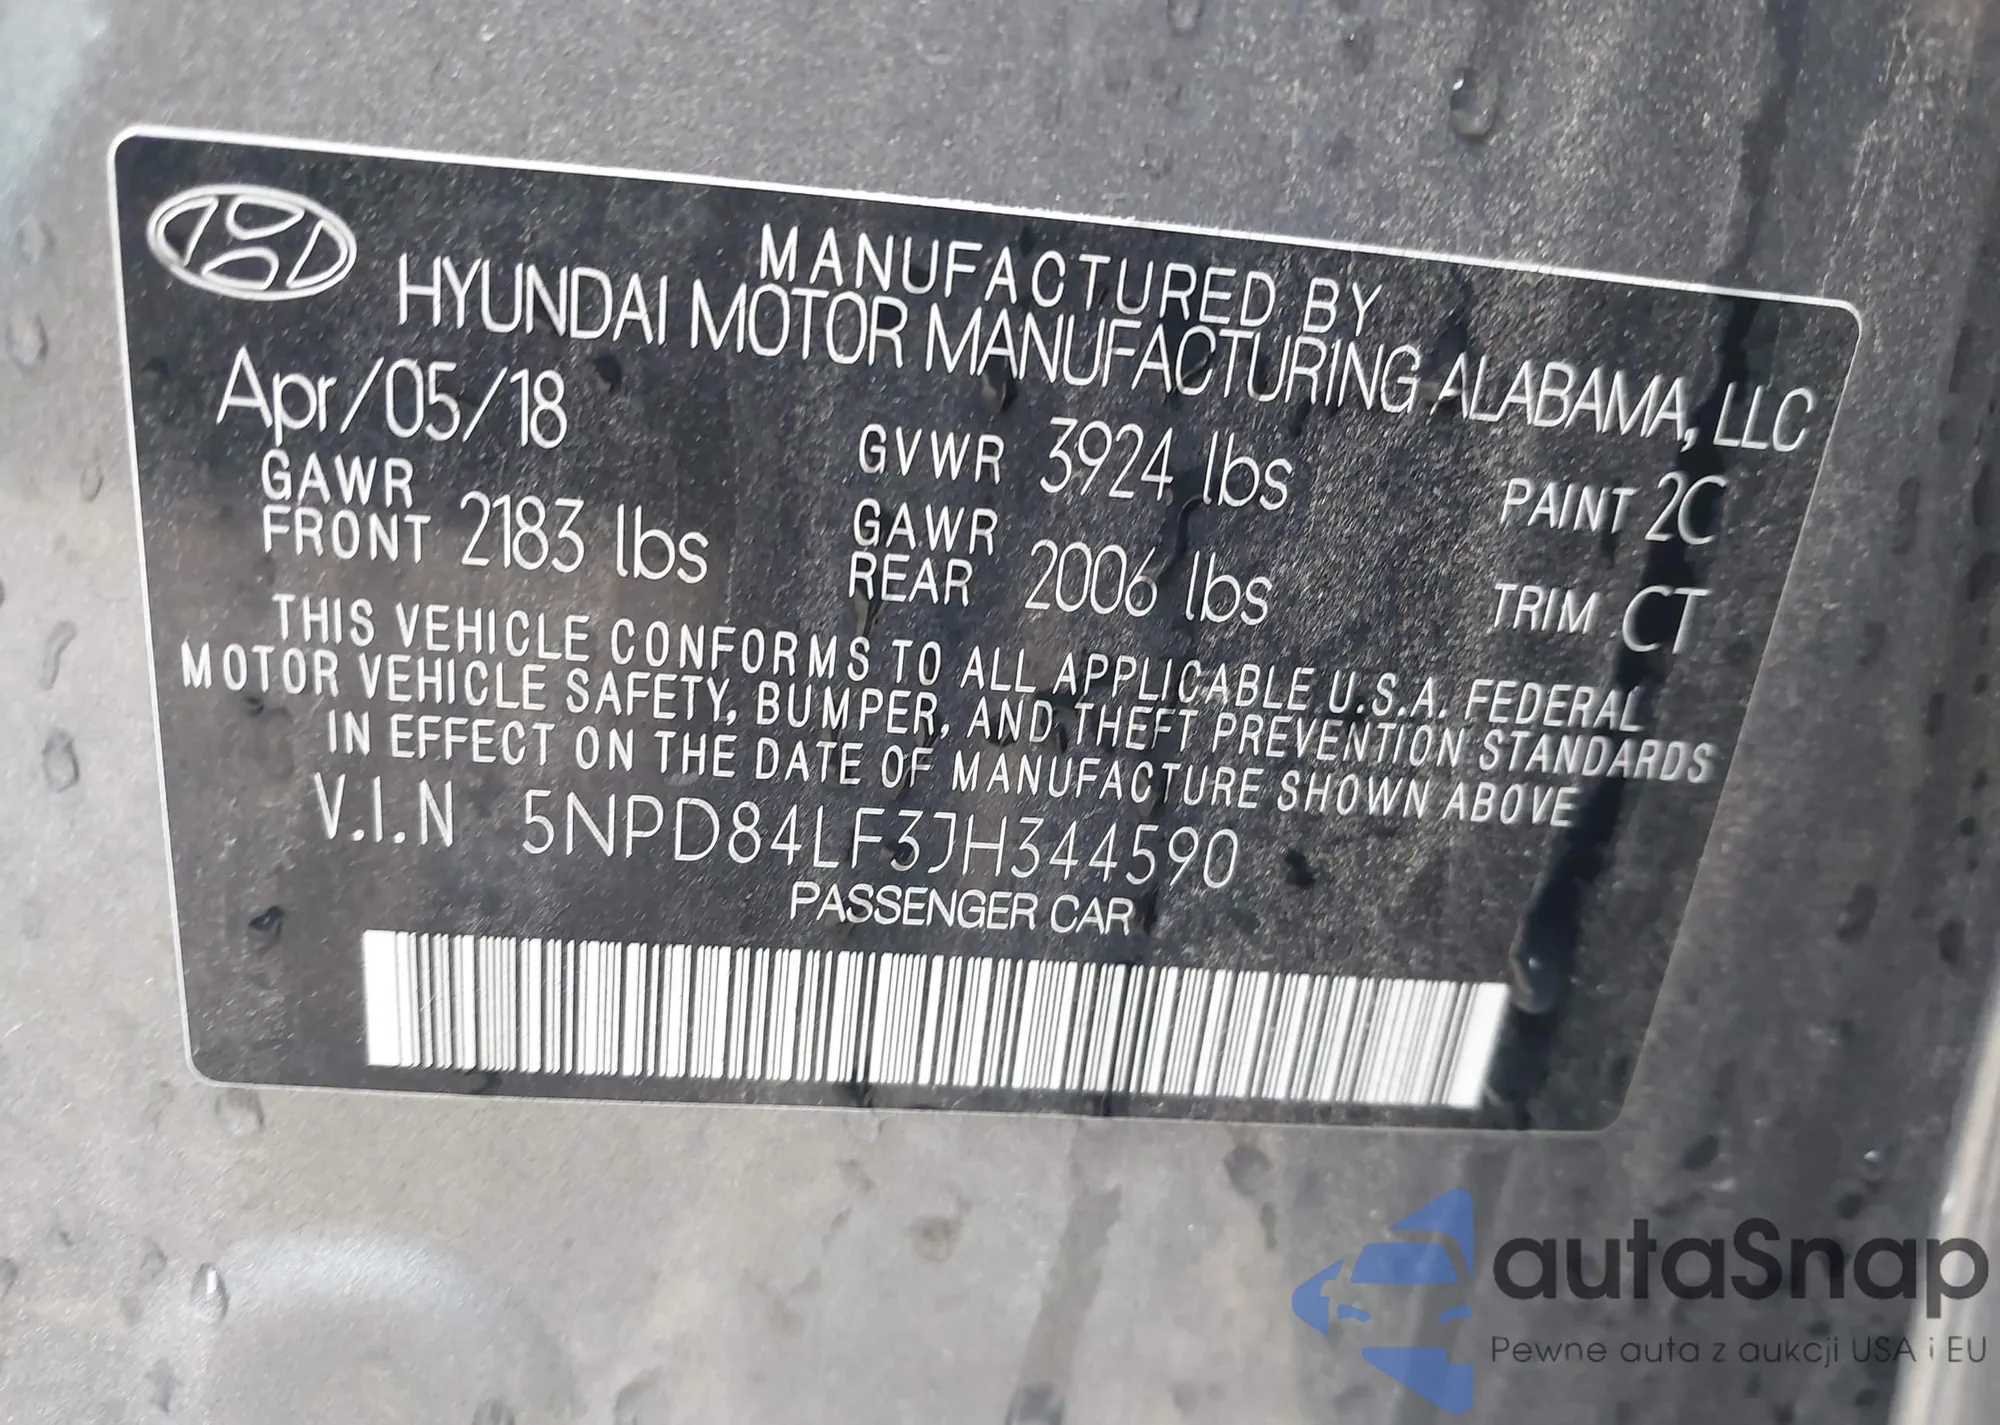 MANUFACTURED BY
HYUNDAI MOTOR MANUFACTURING ALABAMA, LLC
Apr/05/18 GVWR 3924 lbs PAINT 2C
GAWR
FRONT 2183 lbs GAWR
REAR 2006 lbs TRIM CT
THIS VEHICLE CONFORMS TO ALL APPLICABLE U.S.A. FEDERAL
MOTOR VEHICLE SAFETY, BUMPER, AND THEFT PREVENTION STANDARDS
IN EFFECT ON THE DATE OF MANUFACTURE SHOWN ABOVE
V.I.N 5NPD84LF3JH344590
PASSENGER CAR
autaSnap
Pewne auta z aukcji USA i EU